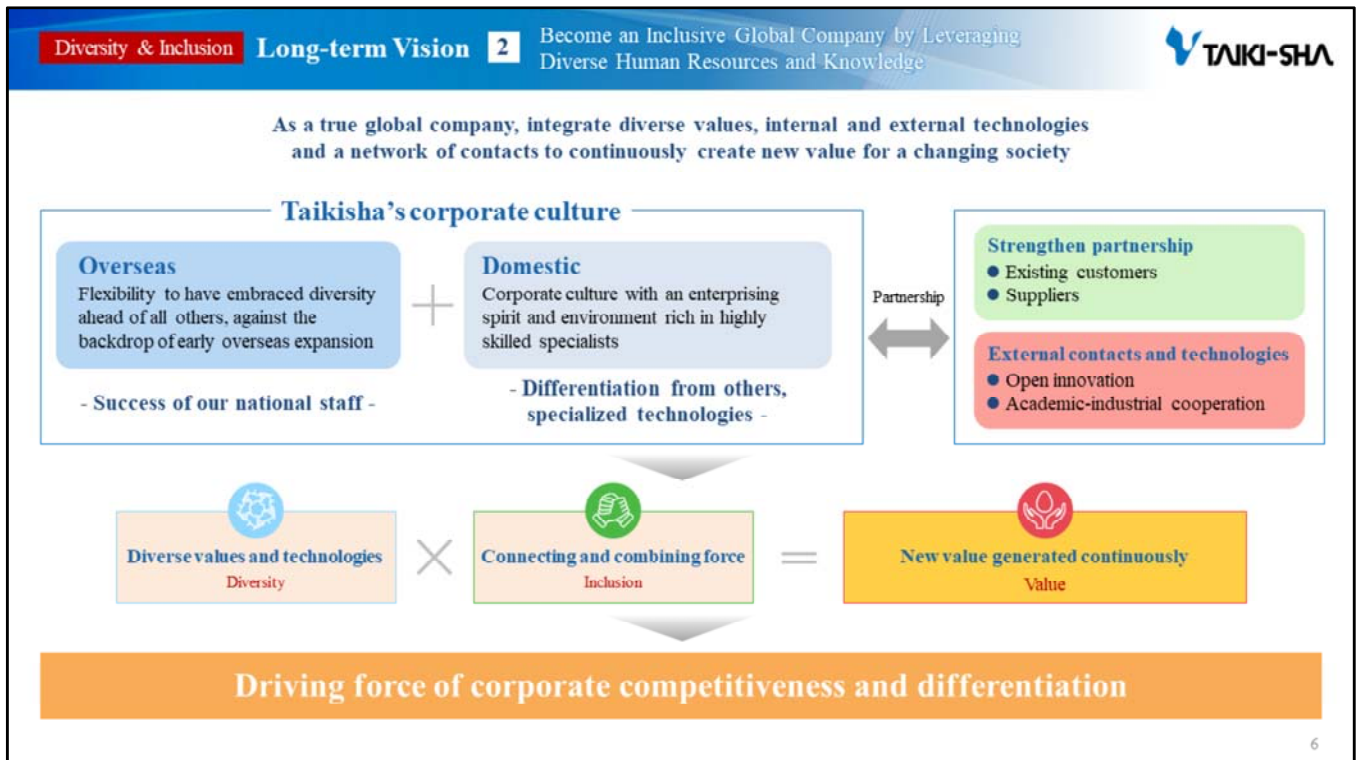 Diversity & Inclusion
Long-term Vision
2
Become an Inclusive Global Company by Leveraging
Diverse Human Resources and Knowledge
TAIKI-SHA
As a true global company, integrate diverse values, internal and external technologies
and a network of contacts to continuously create new value for a changing society
Taikisha's corporate culture
Overseas
Flexibility to have embraced diversity
ahead of all others, against the
backdrop of early overseas expansion
- Success of our national staff -
+
Domestic
Corporate culture with an enterprising
spirit and environment rich in highly
skilled specialists
- Differentiation from others,
specialized technologies -
Partnership
Strengthen partnership
● Existing customers
● Suppliers
External contacts and technologies
● Open innovation
● Academic-industrial cooperation
Diverse values and technologies
Diversity
×
Connecting and combining force
Inclusion
=
New value generated continuously
Value
Driving force of corporate competitiveness and differentiation
6